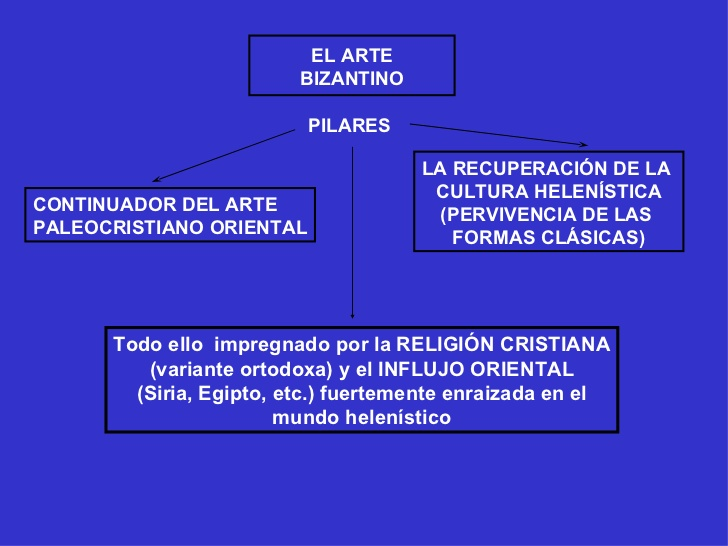 EL ARTE
BIZANTINO
PILARES
CONTINUADOR DEL ARTE
PALEOCRISTIANO ORIENTAL
LA RECUPERACIÓN DE LA
CULTURA HELENÍSTICA
(PERVIVENCIA DE LAS
FORMAS CLÁSICAS)
Todo ello impregnado por la RELIGIÓN CRISTIANA
(variante ortodoxa) y el INFLUJO ORIENTAL
(Siria, Egipto, etc.) fuertemente enraizada en el
mundo helenístico